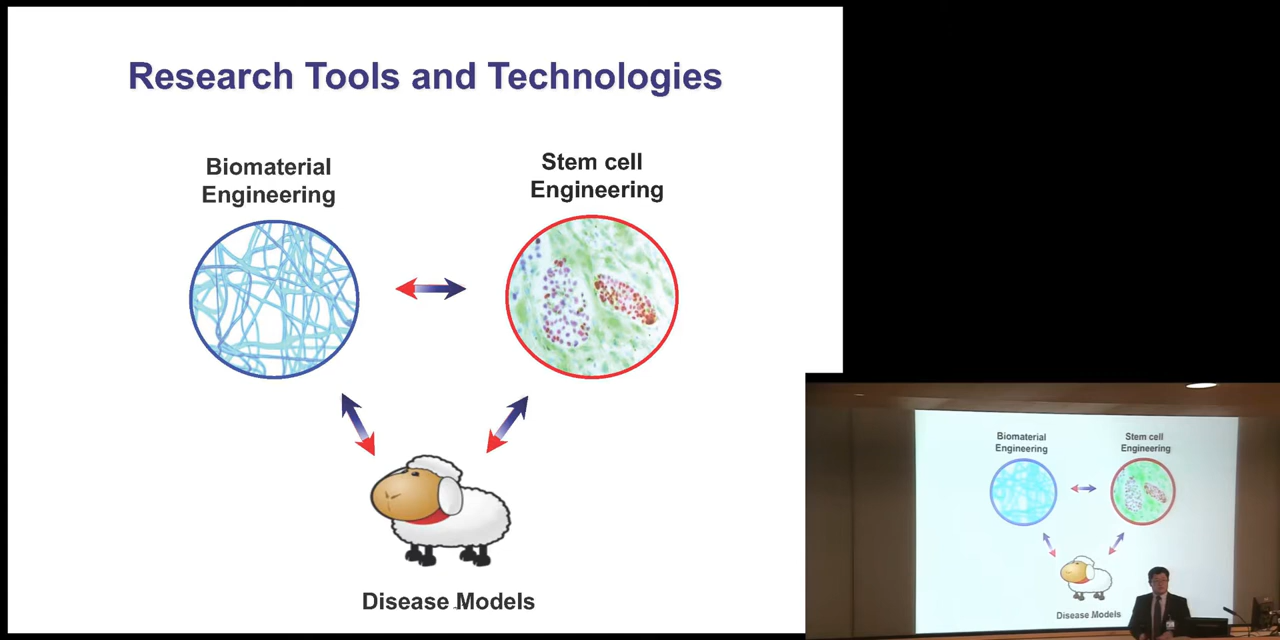 Research Tools and Technologies
Biomaterial
Engineering
Stem cell
Engineering
Disease Models
Biomaterial
Engineering
Stem cell
Engineering
Disease Models